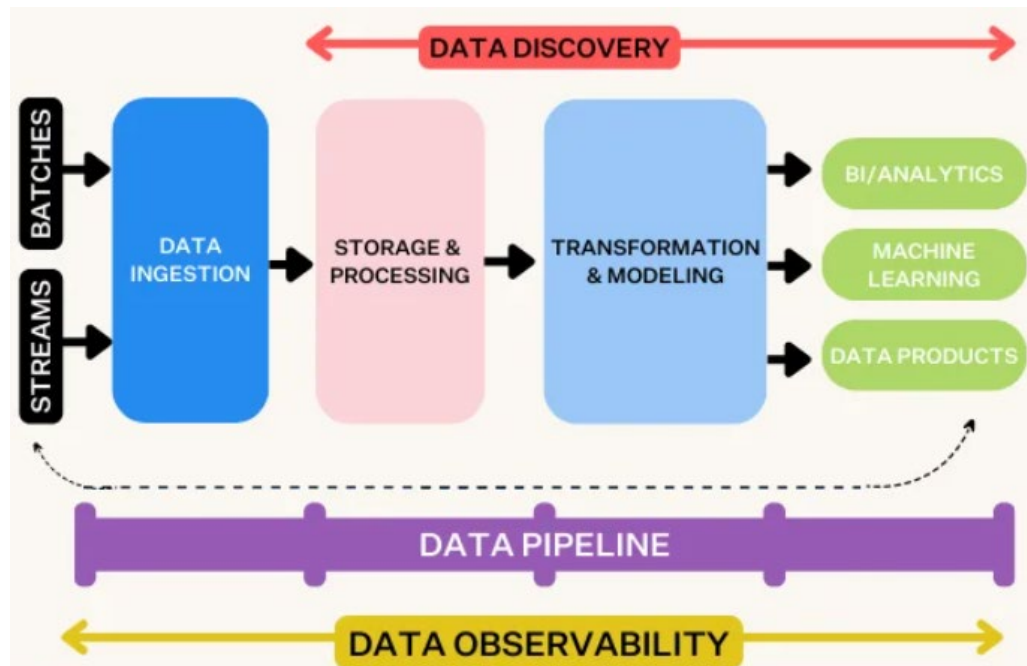 DATA DISCOVERY
BATCHES
STREAMS
DATA
INGESTION
STORAGE &
PROCESSING
TRANSFORMATION
& MODELING
BI/ANALYTICS
MACHINE
LEARNING
DATA PRODUCTS
DATA PIPELINE
DATA OBSERVABILITY